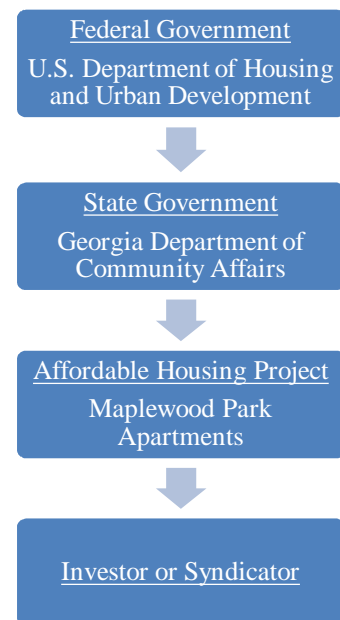 Federal Government
U.S. Department of Housing
and Urban Development
State Government
Georgia Department of
Community Affairs
Affordable Housing Project
Maplewood Park
Apartments
Investor or Syndicator